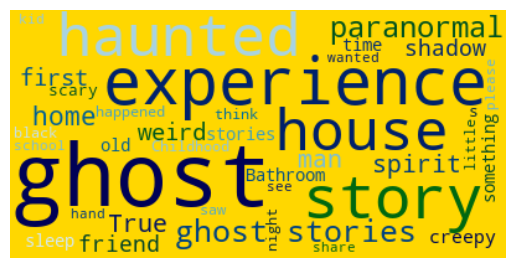 kid
haunted
paranormal
time
shadow
wanted
first
experience
scary
please
home
happened
think
house
black
weird
stories
s
school
old
Childhood
man
little
something
ghost
Bathroom
spirit
see
story
hand
saw
True
night
ghost stories
creepy
sleep
friend
share